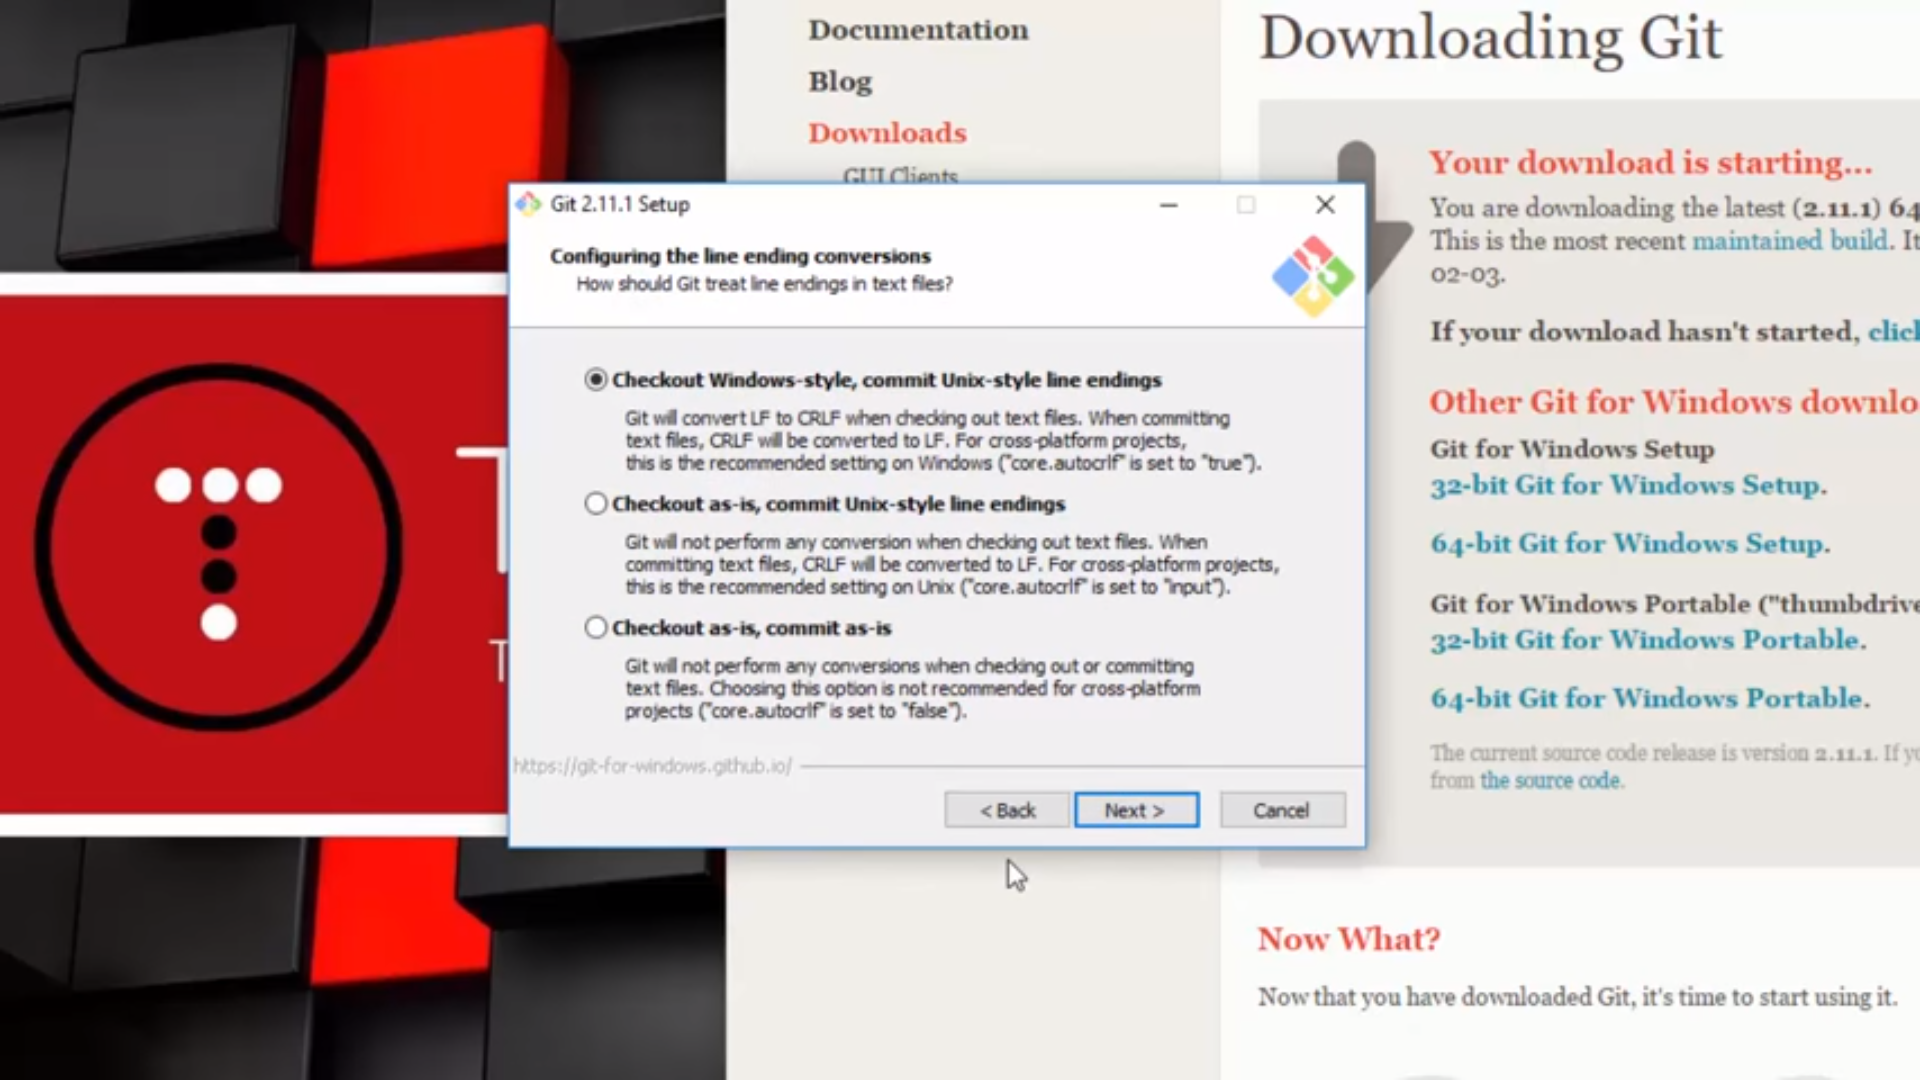 Documentation
Blog
Downloads
GUI Clients
Downloading Git
Your download is starting...
You are downloading the latest (2.11.1) 64
This is the most recent maintained build. It
02-03.
If your download hasn't started, click
Other Git for Windows downlo
Git for Windows Setup
32-bit Git for Windows Setup.
64-bit Git for Windows Setup.
Git for Windows Portable ("thumbdrive
32-bit Git for Windows Portable.
64-bit Git for Windows Portable.
The current source code release is version 2.11.1. If yo
from the source code.
Now What?
Now that you have downloaded Git, it's time to start using it.
Git 2.11.1 Setup
Configuring the line ending conversions
How should Git treat line endings in text files?
Checkout Windows-style, commit Unix-style line endings
Git will convert LF to CRLF when checking out text files. When committing
text files, CRLF will be converted to LF. For cross-platform projects,
this is the recommended setting on Windows ("core.autocrlf" is set to "true").
Checkout as-is, commit Unix-style line endings
Git will not perform any conversion when checking out text files. When
committing text files, CRLF will be converted to LF. For cross-platform projects,
this is the recommended setting on Unix ("core.autocrlf" is set to "input").
Checkout as-is, commit as-is
Git will not perform any conversions when checking out or committing
text files. Choosing this option is not recommended for cross-platform
projects ("core.autocrlf" is set to "false").
https://git-for-windows.github.io/
< Back
Next >
Cancel
T
T